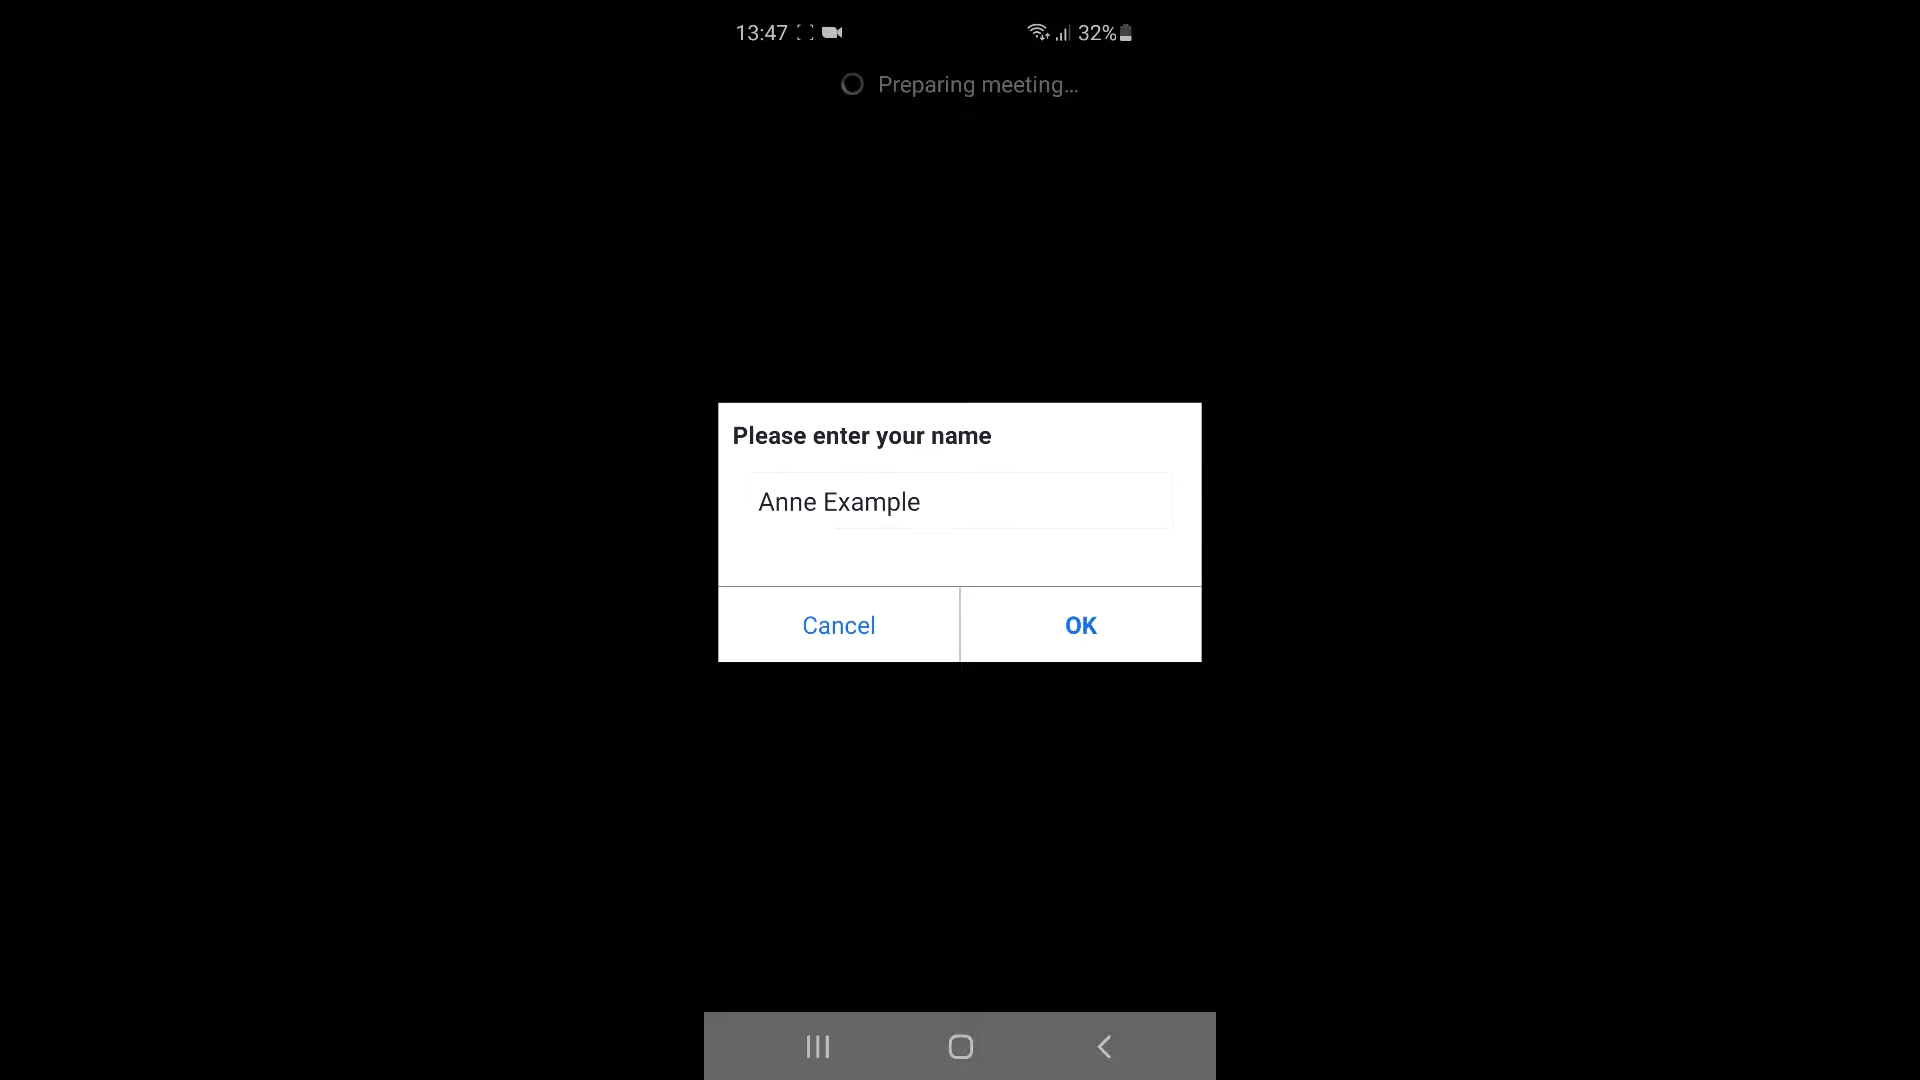 13:47 32%
Preparing meeting...
Please enter your name
Anne Example
Cancel OK